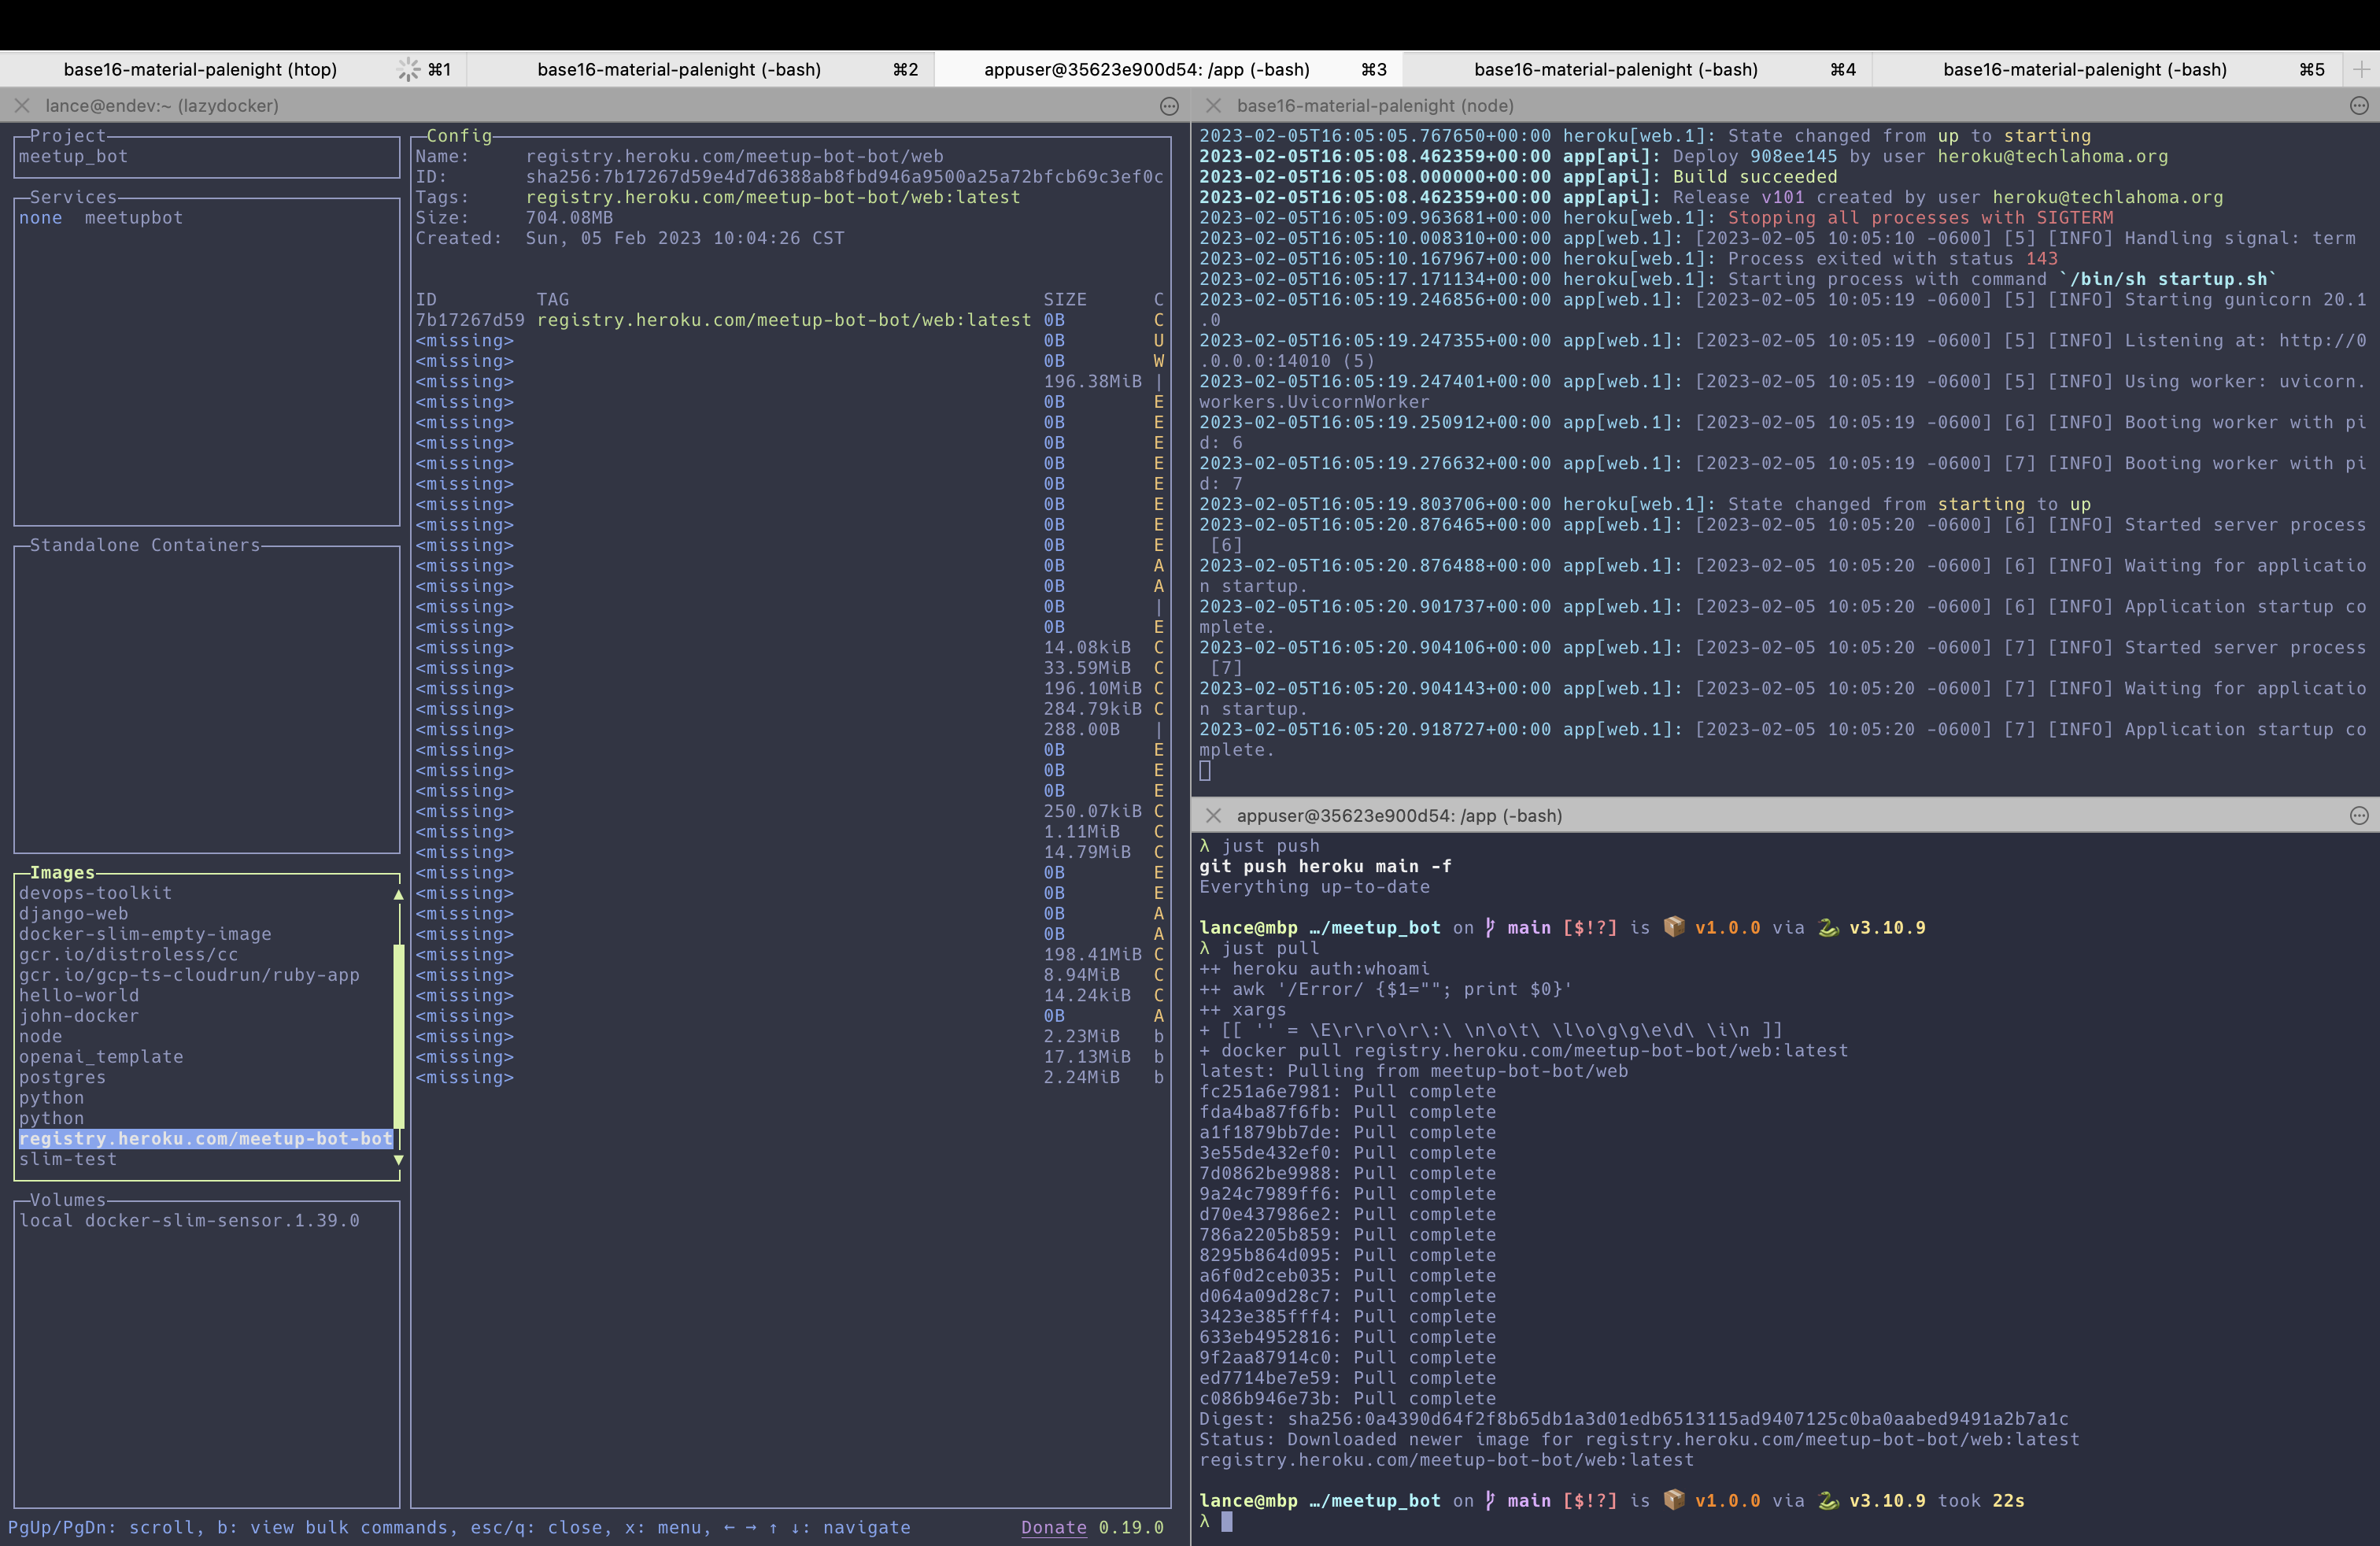 base16-material-palenight (htop) ⌘1
base16-material-palenight (-bash) ⌘2
appuser@35623e900d54: /app (-bash) ⌘3
base16-material-palenight (-bash) ⌘4
base16-material-palenight (-bash) ⌘5
lance@endev:~ (lazydocker)
Project
meetup_bot
Services
none meetupbot
Standalone Containers
Images
devops-toolkit
django-web
docker-slim-empty-image
gcr.io/distroless/cc
gcr.io/gcp-ts-cloudrun/ruby-app
hello-world
john-docker
node
openai_template
postgres
python
python
registry.heroku.com/meetup-bot-bot
slim-test
Volumes
local docker-slim-sensor.1.39.0
Config
Name: registry.heroku.com/meetup-bot-bot/web
ID: sha256:7b17267d59e4d7d6388ab8fbd946a9500a25a72bfcb69c3ef0c
Tags: registry.heroku.com/meetup-bot-bot/web:latest
Size: 704.08MB
Created: Sun, 05 Feb 2023 10:04:26 CST
ID TAG SIZE C
7b17267d59 registry.heroku.com/meetup-bot-bot/web:latest 0B C
<missing> 0B U
<missing> 0B W
<missing> 196.38MiB |
<missing> 0B E
<missing> 0B E
<missing> 0B E
<missing> 0B E
<missing> 0B E
<missing> 0B E
<missing> 0B E
<missing> 0B E
<missing> 0B A
<missing> 0B A
<missing> 0B |
<missing> 0B E
<missing> 14.08kiB C
<missing> 33.59MiB C
<missing> 196.10MiB C
<missing> 284.79kiB C
<missing> 288.00B |
<missing> 0B E
<missing> 0B E
<missing> 0B E
<missing> 250.07kiB C
<missing> 1.11MiB C
<missing> 14.79MiB C
<missing> 0B E
<missing> 0B E
<missing> 0B A
<missing> 0B A
<missing> 198.41MiB C
<missing> 8.94MiB C
<missing> 14.24kiB C
<missing> 0B A
<missing> 2.23MiB b
<missing> 17.13MiB b
<missing> 2.24MiB b
PgUp/PgDn: scroll, b: view bulk commands, esc/q: close, x: menu, ← → ↑ ↓: navigate Donate 0.19.0
base16-material-palenight (node)
2023-02-05T16:05:05.767650+00:00 heroku[web.1]: State changed from up to starting
2023-02-05T16:05:08.462359+00:00 app[api]: Deploy 908ee145 by user heroku@techlahoma.org
2023-02-05T16:05:08.000000+00:00 app[api]: Build succeeded
2023-02-05T16:05:08.462359+00:00 app[api]: Release v101 created by user heroku@techlahoma.org
2023-02-05T16:05:09.963681+00:00 heroku[web.1]: Stopping all processes with SIGTERM
2023-02-05T16:05:10.008310+00:00 app[web.1]: [2023-02-05 10:05:10 -0600] [5] [INFO] Handling signal: term
2023-02-05T16:05:10.167967+00:00 heroku[web.1]: Process exited with status 143
2023-02-05T16:05:17.171134+00:00 heroku[web.1]: Starting process with command `/bin/sh startup.sh`
2023-02-05T16:05:19.246856+00:00 app[web.1]: [2023-02-05 10:05:19 -0600] [5] [INFO] Starting gunicorn 20.1
.0
2023-02-05T16:05:19.247355+00:00 app[web.1]: [2023-02-05 10:05:19 -0600] [5] [INFO] Listening at: http://0
.0.0.0:14010 (5)
2023-02-05T16:05:19.247401+00:00 app[web.1]: [2023-02-05 10:05:19 -0600] [5] [INFO] Using worker: uvicorn.
workers.UvicornWorker
2023-02-05T16:05:19.250912+00:00 app[web.1]: [2023-02-05 10:05:19 -0600] [6] [INFO] Booting worker with pi
d: 6
2023-02-05T16:05:19.276632+00:00 app[web.1]: [2023-02-05 10:05:19 -0600] [7] [INFO] Booting worker with pi
d: 7
2023-02-05T16:05:19.803706+00:00 heroku[web.1]: State changed from starting to up
2023-02-05T16:05:20.876465+00:00 app[web.1]: [2023-02-05 10:05:20 -0600] [6] [INFO] Started server process
[6]
2023-02-05T16:05:20.876488+00:00 app[web.1]: [2023-02-05 10:05:20 -0600] [6] [INFO] Waiting for applicatio
n startup.
2023-02-05T16:05:20.901737+00:00 app[web.1]: [2023-02-05 10:05:20 -0600] [6] [INFO] Application startup co
mplete.
2023-02-05T16:05:20.904106+00:00 app[web.1]: [2023-02-05 10:05:20 -0600] [7] [INFO] Started server process
[7]
2023-02-05T16:05:20.904143+00:00 app[web.1]: [2023-02-05 10:05:20 -0600] [7] [INFO] Waiting for applicatio
n startup.
2023-02-05T16:05:20.918727+00:00 app[web.1]: [2023-02-05 10:05:20 -0600] [7] [INFO] Application startup co
mplete.
appuser@35623e900d54: /app (-bash)
λ just push
git push heroku main -f
Everything up-to-date
lance@mbp …/meetup_bot on main [$!?] is 📦 v1.0.0 via 🐍 v3.10.9
λ just pull
++ heroku auth:whoami
++ awk '/Error/ {$1=""; print $0}'
++ xargs
+ [[ '' = \E\r\r\o\r\:\ \n\o\t\ \l\o\g\g\e\d\ \i\n ]]
+ docker pull registry.heroku.com/meetup-bot-bot/web:latest
latest: Pulling from meetup-bot-bot/web
fc251a6e7981: Pull complete
fda4ba87f6fb: Pull complete
a1f1879bb7de: Pull complete
3e55de432ef0: Pull complete
7d0862be9988: Pull complete
9a24c7989ff6: Pull complete
d70e437986e2: Pull complete
786a2205b859: Pull complete
8295b864d095: Pull complete
a6f0d2ceb035: Pull complete
d064a09d28c7: Pull complete
3423e385fff4: Pull complete
633eb4952816: Pull complete
9f2aa87914c0: Pull complete
ed7714be7e59: Pull complete
c086b946e73b: Pull complete
Digest: sha256:0a4390d64f2f8b65db1a3d01edb6513115ad9407125c0ba0aabed9491a2b7a1c
Status: Downloaded newer image for registry.heroku.com/meetup-bot-bot/web:latest
registry.heroku.com/meetup-bot-bot/web:latest
lance@mbp …/meetup_bot on main [$!?] is 📦 v1.0.0 via 🐍 v3.10.9 took 22s
λ